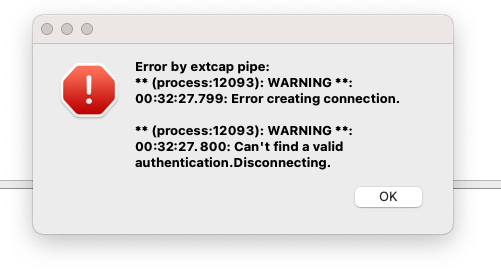 Error by extcap pipe:
** (process:12093): WARNING **:
00:32:27.799: Error creating connection.
** (process:12093): WARNING **:
00:32:27.800: Can't find a valid
authentication.Disconnecting.
OK